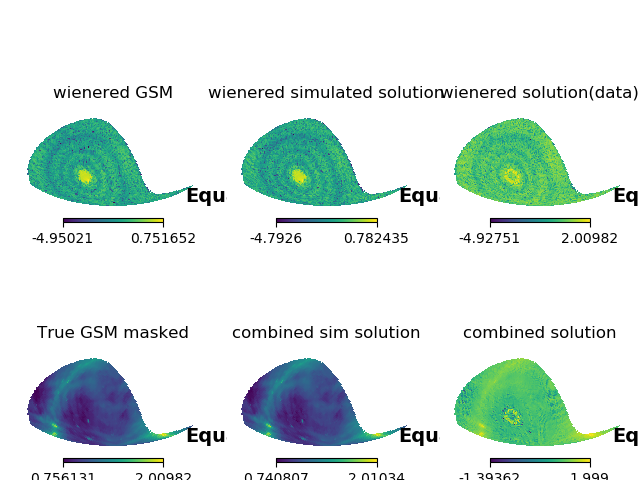 wienered GSM
wienered simulated solution
wienered solution(data)
Equ
Equ
Eq
-4.95021 0.751652
-4.7926 0.782435
-4.92751 2.00982
True GSM masked
combined sim solution
combined solution
Equ
Equ
Eq
0.756131 2.00982
0.740807 2.01034
-1.39362 1.999